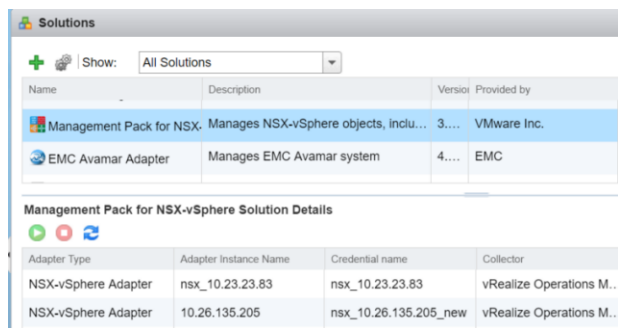 Solutions
Show: All Solutions
Name Description Version Provided by
Management Pack for NSX- Manages NSX-vSphere objects, inclu... 3.... VMware Inc.
EMC Avamar Adapter Manages EMC Avamar system 4.... EMC
Management Pack for NSX-vSphere Solution Details
Adapter Type Adapter Instance Name Credential name Collector
NSX-vSphere Adapter nsx_10.23.23.83 nsx_10.23.23.83 vRealize Operations M...
NSX-vSphere Adapter 10.26.135.205 nsx_10.26.135.205_new vRealize Operations M...